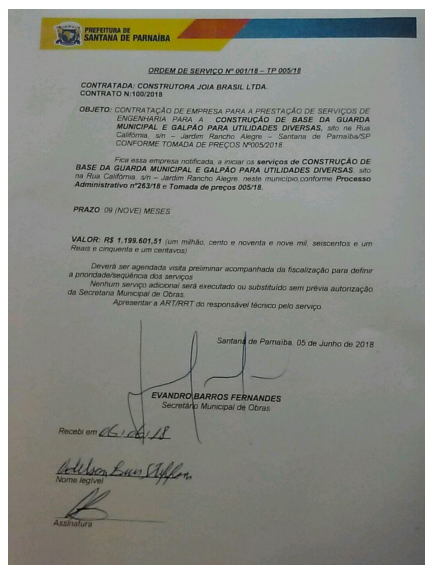 PREFEITURA DE
SANTANA DE PARNAÍBA
ORDEM DE SERVIÇO Nº 001/18 – TP 005/18
CONTRATADA: CONSTRUTORA JOIA BRASIL LTDA.
CONTRATO N:100/2018
OBJETO: CONTRATAÇÃO DE EMPRESA PARA A PRESTAÇÃO DE SERVIÇOS DE
ENGENHARIA PARA A CONSTRUÇÃO DE BASE DA GUARDA
MUNICIPAL E GALPÃO PARA UTILIDADES DIVERSAS, sito na Rua
Califórnia, s/n – Jardim Rancho Alegre – Santana de Parnaíba/SP
CONFORME TOMADA DE PREÇOS Nº005/2018
Fica essa empresa notificada, a iniciar os serviços de CONSTRUÇÃO DE
BASE DA GUARDA MUNICIPAL E GALPÃO PARA UTILIDADES DIVERSAS, sito
na Rua Califórnia, s/n – Jardim Rancho Alegre, neste município,conforme Processo
Administrativo nº263/18 e Tomada de preços 005/18.
PRAZO: 09 (NOVE) MESES
VALOR: R$ 1.199.601,51 (um milhão, cento e noventa e nove mil, seiscentos e um
Reais e cinquenta e um centavos)
Deverá ser agendada visita preliminar acompanhada da fiscalização para definir
a prioridade/seqüência dos serviços
Nenhum serviço adicional será executado ou substituído sem prévia autorização
da Secretaria Municipal de Obras.
Apresentar a ART/RRT do responsável técnico pelo serviço.
Santana de Parnaíba, 05 de Junho de 2018
EVANDRO BARROS FERNANDES
Secretário Municipal de Obras
Recebi em 06/06/18
Nome legível
Assinatura